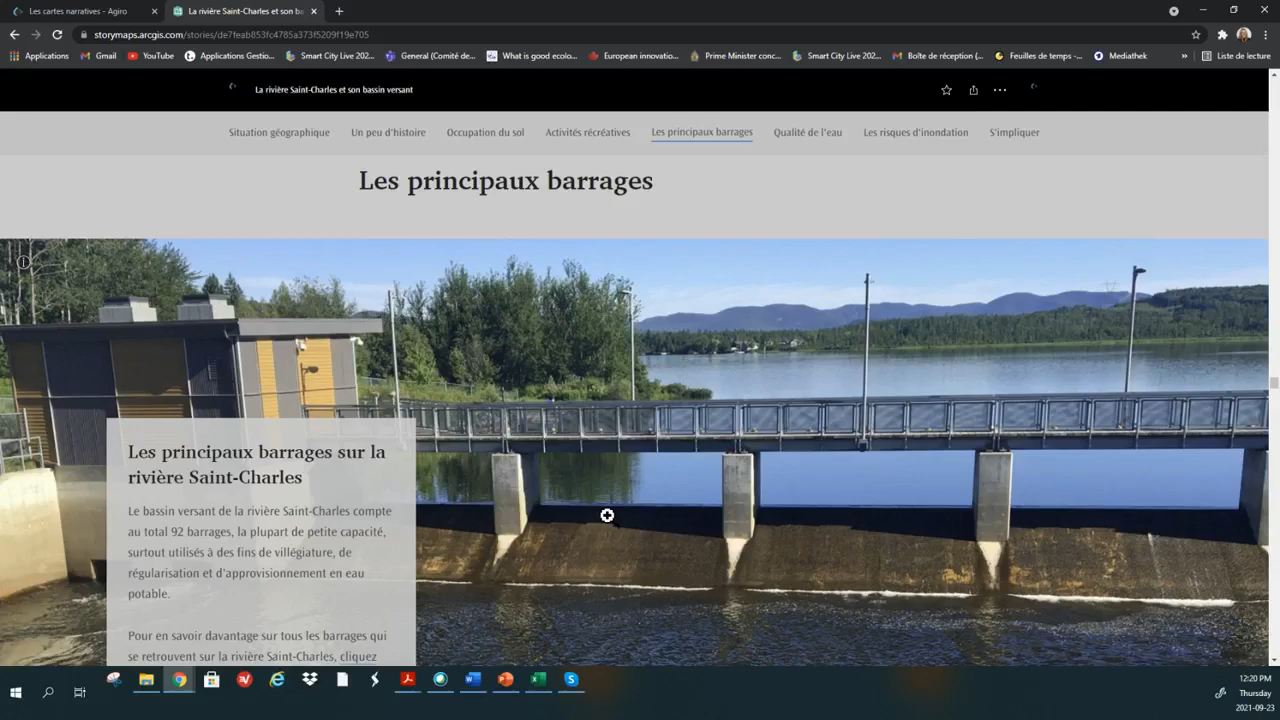 Les cartes narratives - Agiro
La rivière Saint-Charles et son ba
storymaps.arcgis.com/stories/de7feab853fc4785a373f5209f19e705
Applications
Gmail
YouTube
Applications Gestio...
Smart City Live 202...
General (Comité de...
What is good ecolo...
European innovatio...
Prime Minister conc...
Smart City Live 202...
Boîte de réception (...
Feuilles de temps -...
Mediathek
»
Liste de lecture
La rivière Saint-Charles et son bassin versant
Situation géographique
Un peu d'histoire
Occupation du sol
Activités récréatives
Les principaux barrages
Qualité de l'eau
Les risques d'inondation
S'impliquer
Les principaux barrages
Les principaux barrages sur la
rivière Saint-Charles
Le bassin versant de la rivière Saint-Charles compte
au total 92 barrages, la plupart de petite capacité,
surtout utilisés à des fins de villégiature, de
régularisation et d'approvisionnement en eau
potable.
Pour en savoir davantage sur tous les barrages qui
se retrouvent sur la rivière Saint-Charles, cliquez
12:20 PM
Thursday
2021-09-23